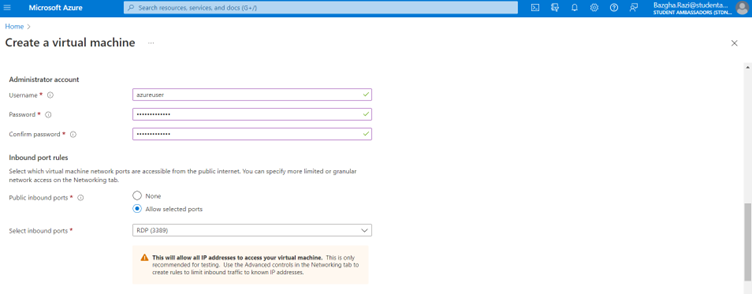 Microsoft Azure
Search resources, services, and docs (G+/)
Bazgha.Razi@studenta...
STUDENT AMBASSADORS (STDN...
Home >
Create a virtual machine ...
Administrator account
Username *
azureuser
Password *
•••••••••••••
Confirm password *
•••••••••••••
Inbound port rules
Select which virtual machine network ports are accessible from the public internet. You can specify more limited or granular
network access on the Networking tab.
Public inbound ports *
None
Allow selected ports
Select inbound ports *
RDP (3389)
This will allow all IP addresses to access your virtual machine. This is only
recommended for testing. Use the Advanced controls in the Networking tab to
create rules to limit inbound traffic to known IP addresses.